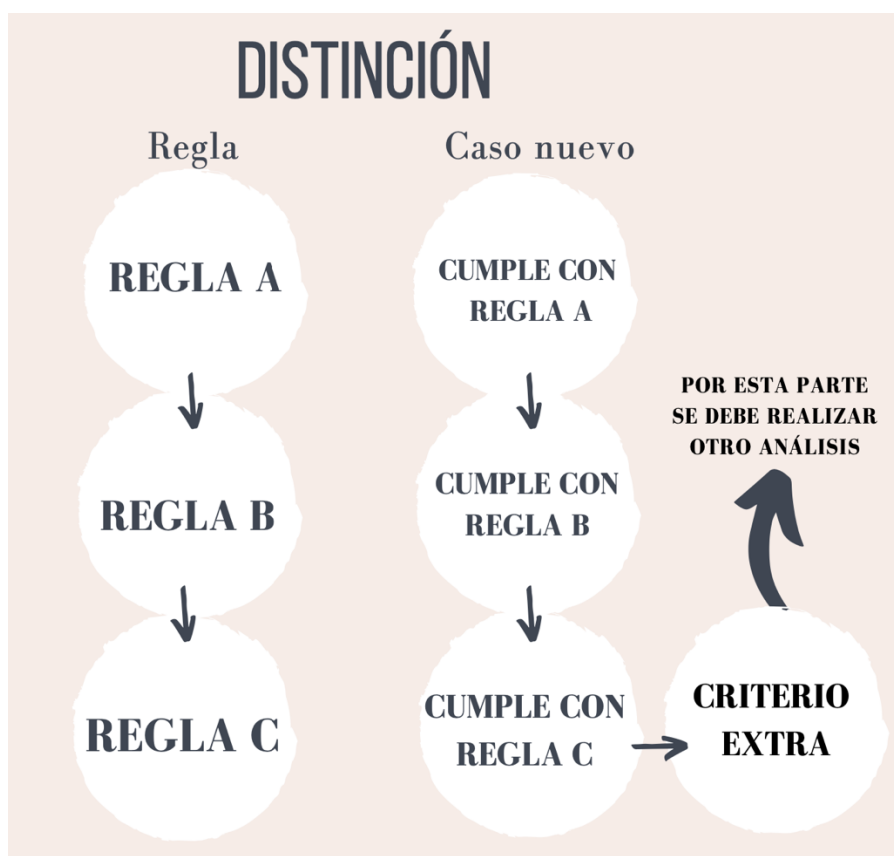 DISTINCIÓN
Regla
Caso nuevo
REGLA A
REGLA B
REGLA C
CUMPLE CON
REGLA A
CUMPLE CON
REGLA B
CUMPLE CON
REGLA C
CRITERIO
EXTRA
POR ESTA PARTE
SE DEBE REALIZAR
OTRO ANÁLISIS